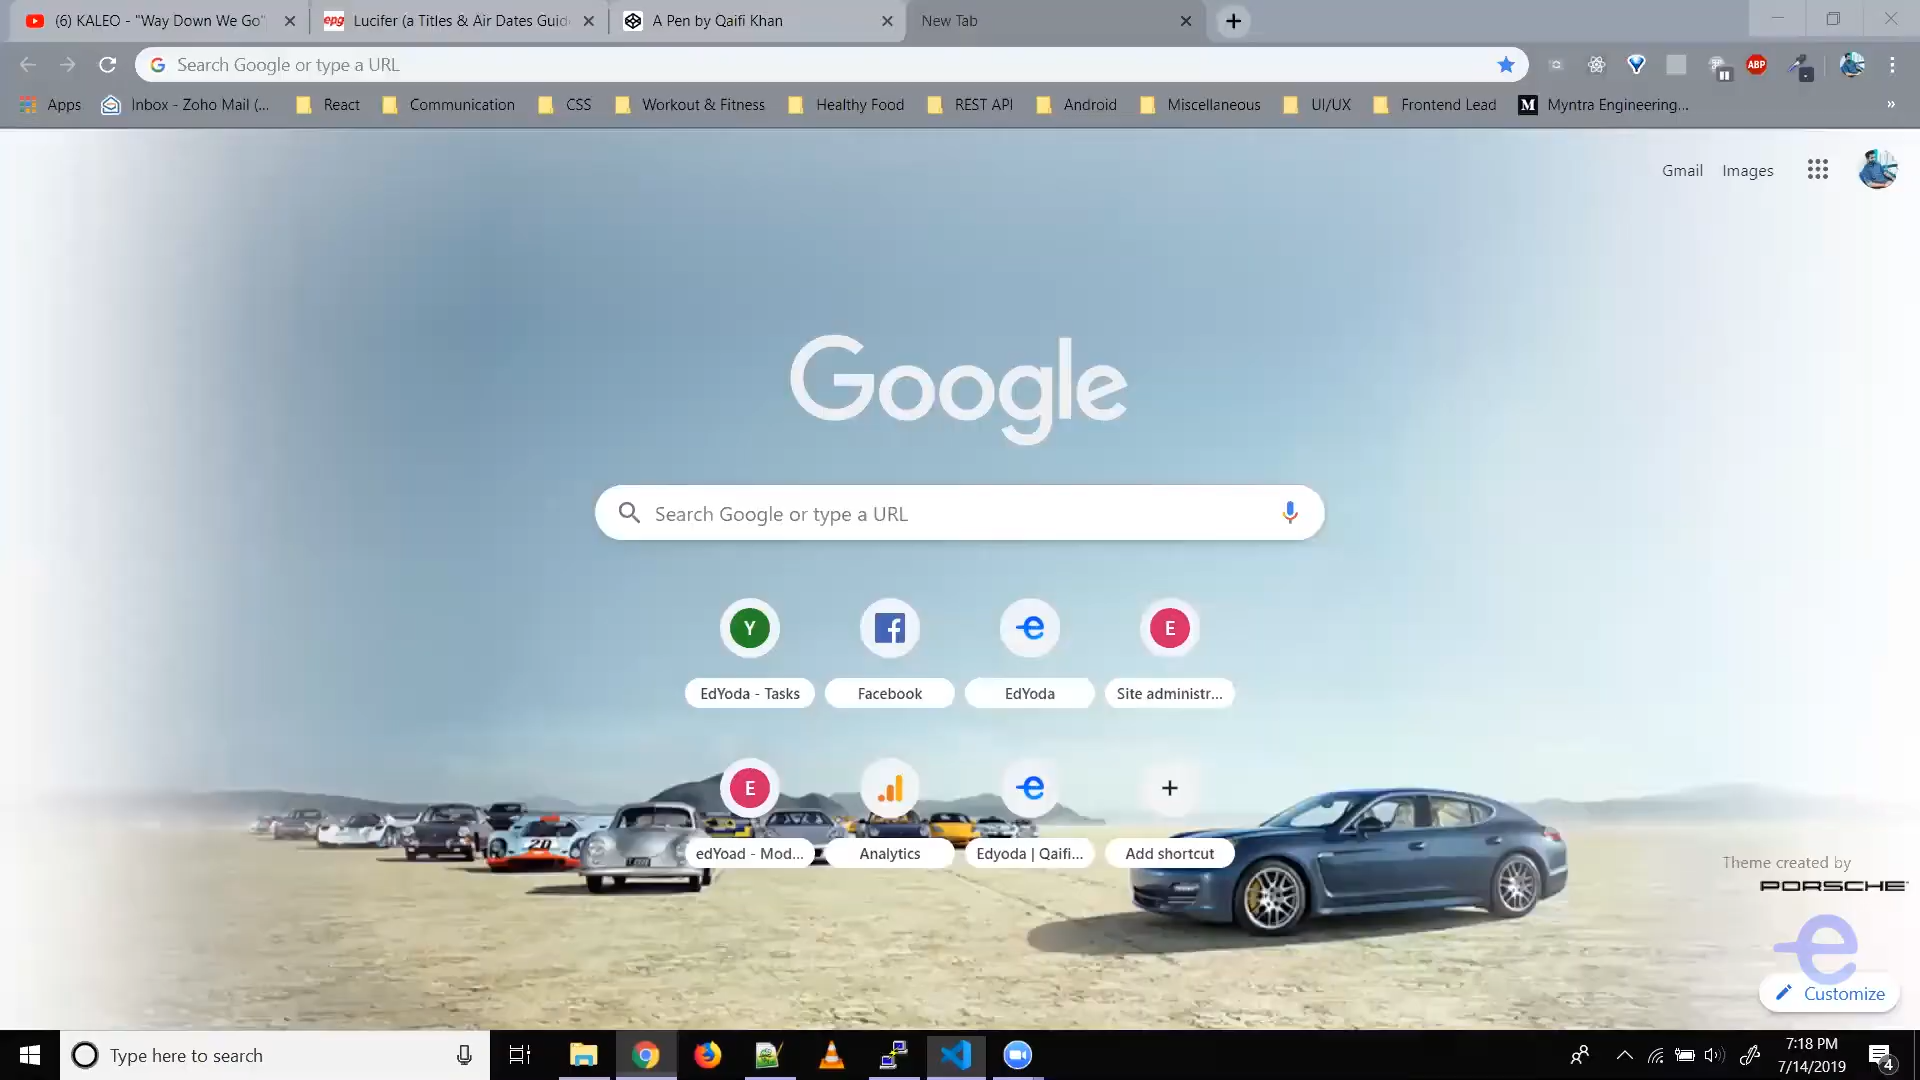 (6) KALEO - "Way Down We Go"
epg Lucifer (a Titles & Air Dates Guid
A Pen by Qaifi Khan
New Tab
Search Google or type a URL
ABP
Apps
Inbox - Zoho Mail (...
React
Communication
CSS
Workout & Fitness
Healthy Food
REST API
Android
Miscellaneous
UI/UX
Frontend Lead
M Myntra Engineering...
»
Gmail
Images
Google
Search Google or type a URL
Y
E
EdYoda - Tasks
Facebook
EdYoda
Site administr...
E
edYoad - Mod...
Analytics
Edyoda | Qaifi...
Add shortcut
20
Theme created by
PORSCHE
Customize
Type here to search
7:18 PM
7/14/2019
4